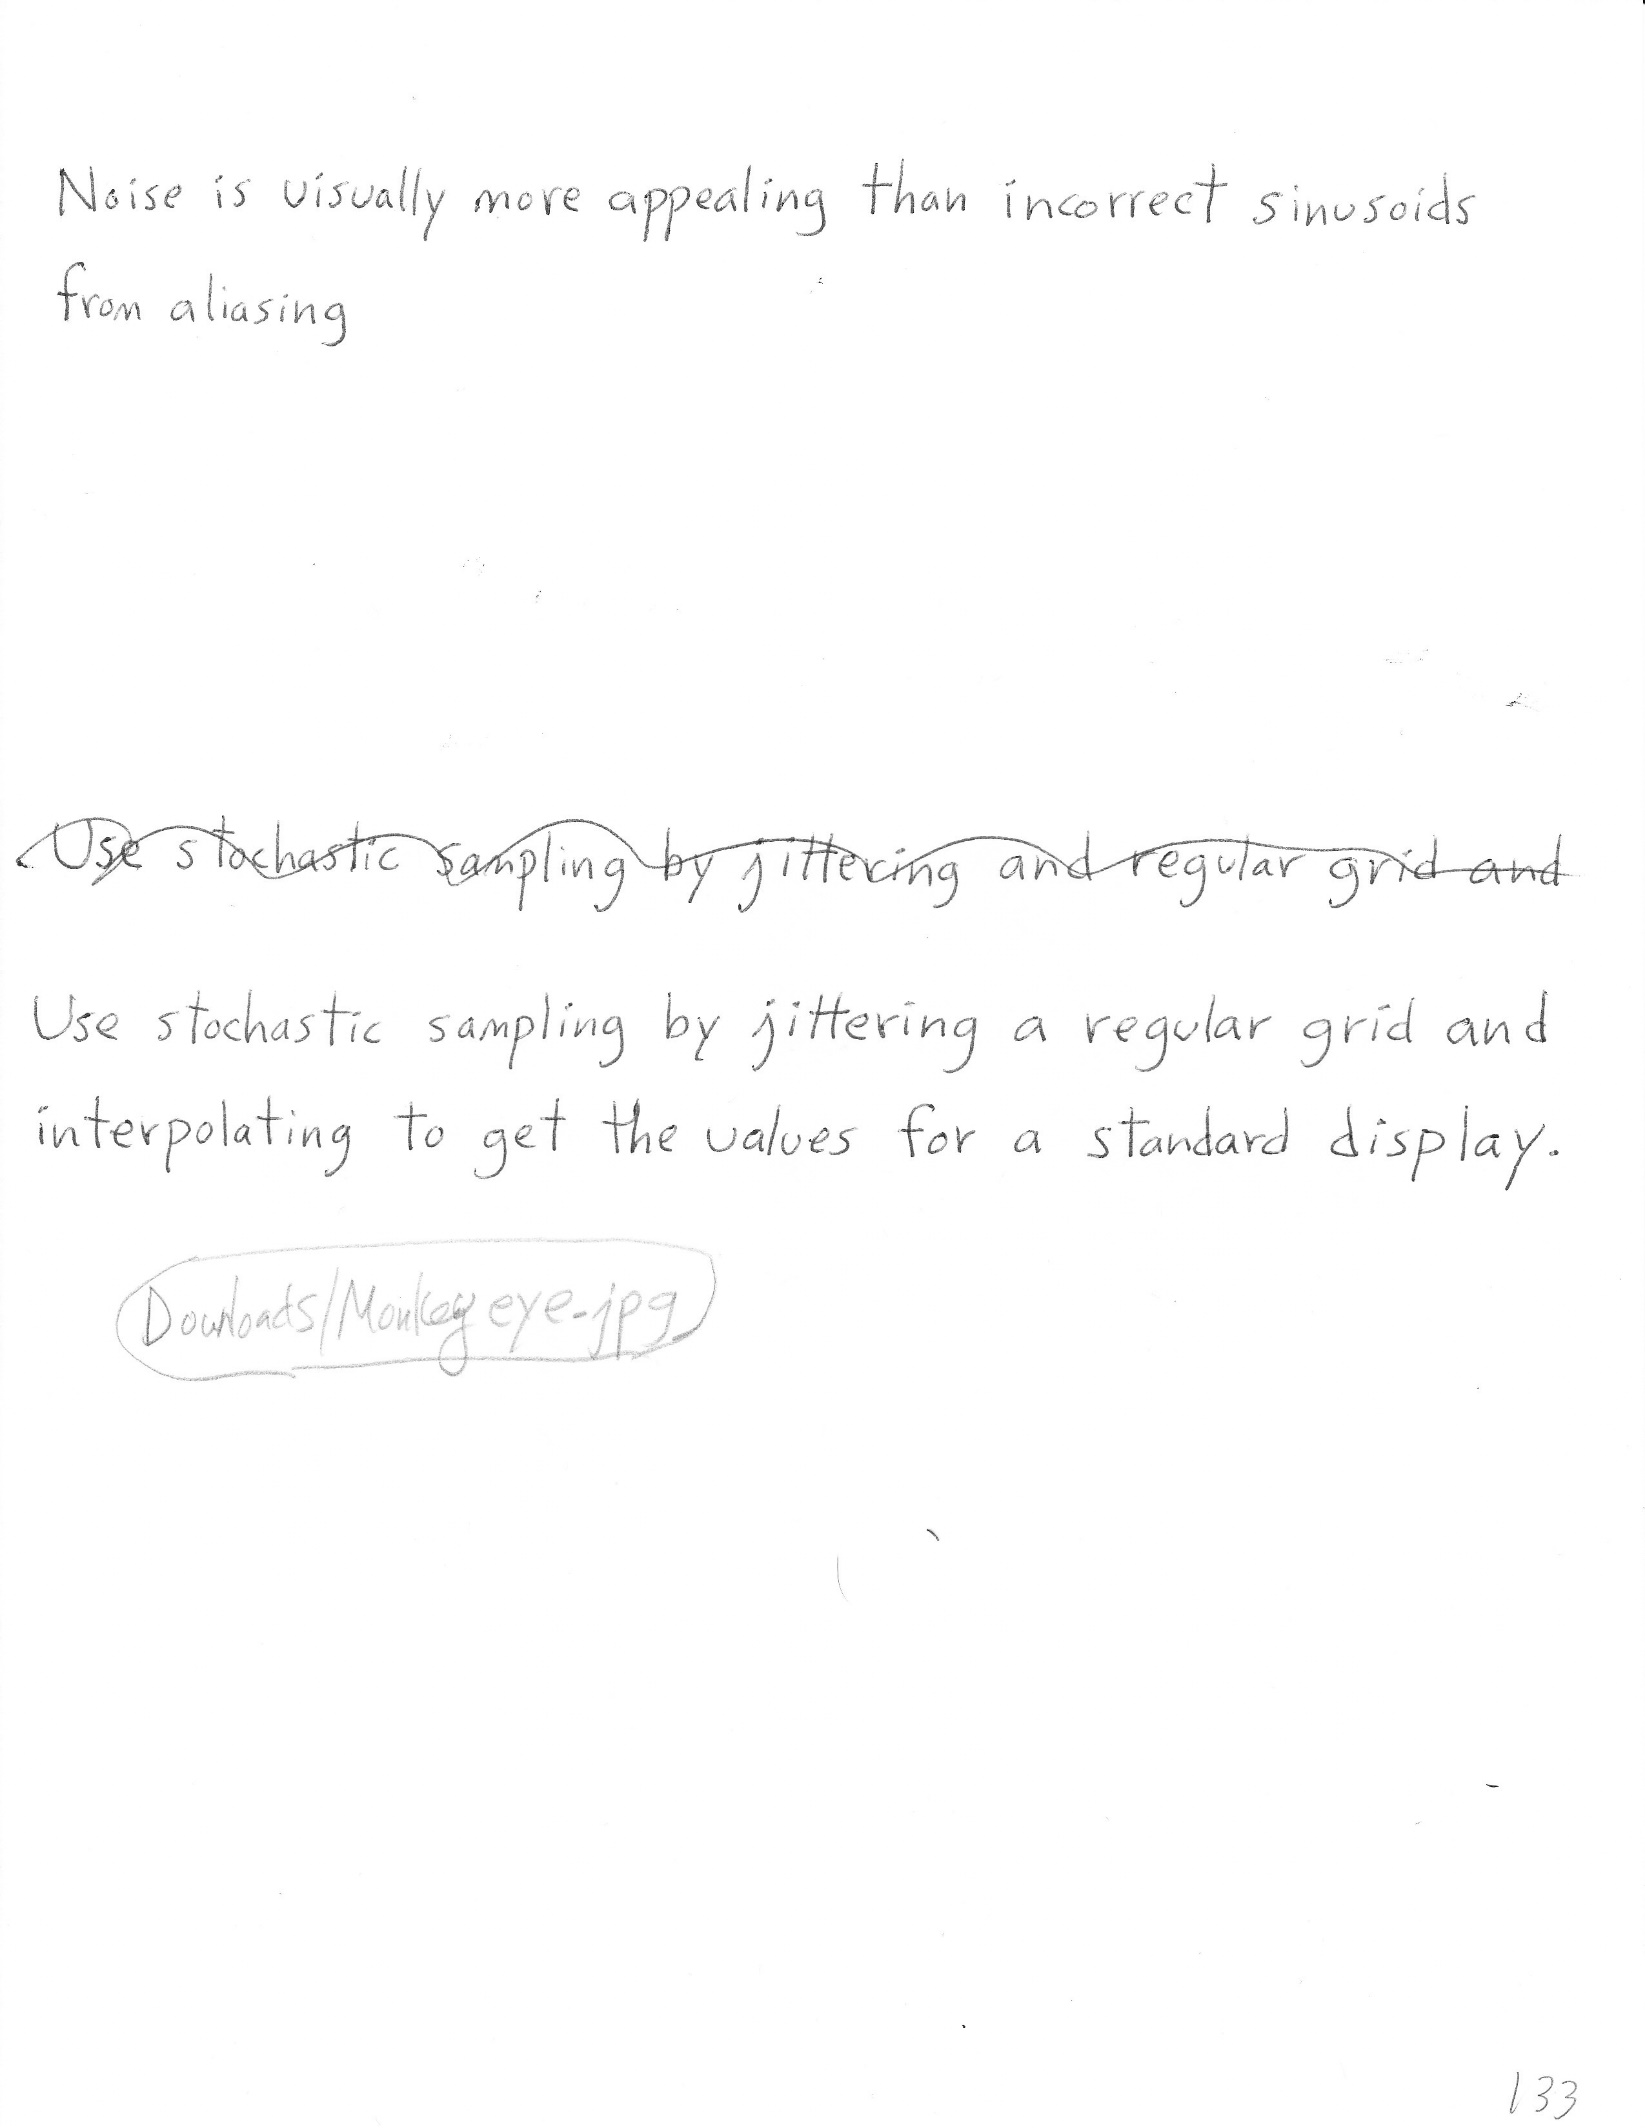 Noise is visually more appealing than incorrect sinusoids
from aliasing
Use stochastic sampling by jittering and regular grid and
Use stochastic sampling by jittering a regular grid and
interpolating to get the values for a standard display.
Downloads/Monkeyeye.jpg
133